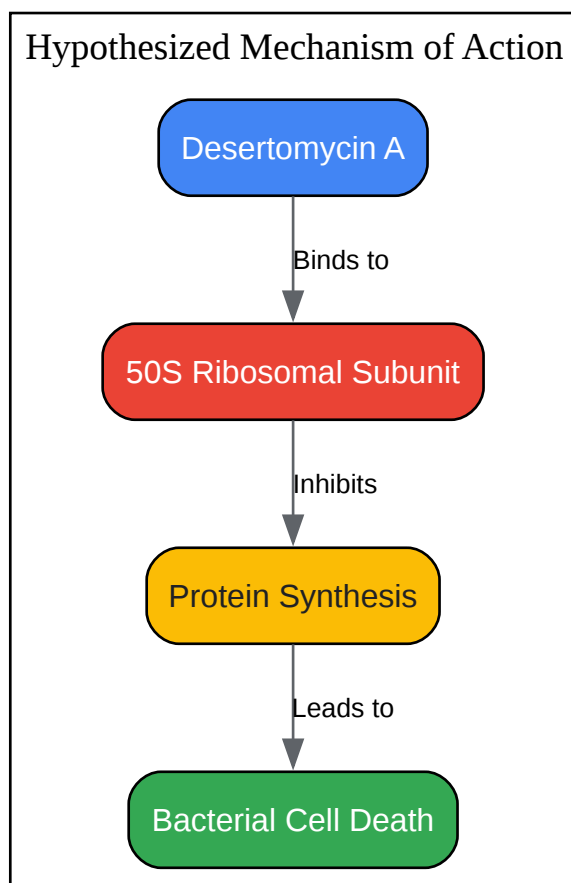 Hypothesized Mechanism of Action
Desertomycin A
Binds to
50S Ribosomal Subunit
Inhibits
Protein Synthesis
Leads to
Bacterial Cell Death